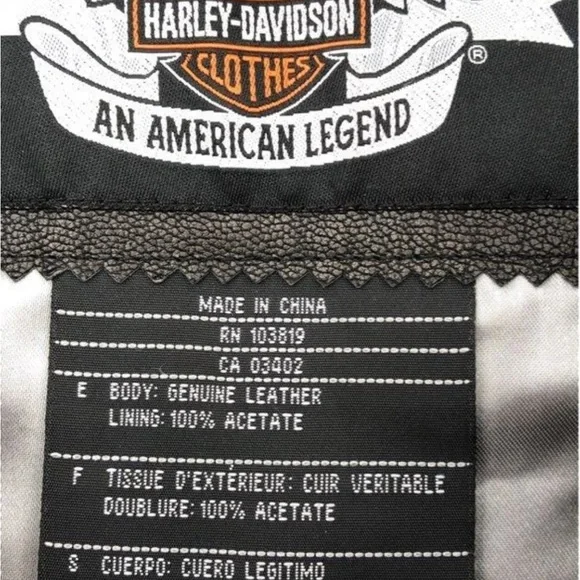 HARLEY-DAVIDSON
CLOTHES
®
AN AMERICAN LEGEND
MADE IN CHINA
RN 103819
CA 03402
E BODY: GENUINE LEATHER
LINING: 100% ACETATE
F TISSUE D'EXTÉRIEUR: CUIR VERITABLE
DOUBLURE: 100% ACETATE
S CUERPO: CUERO LEGITIMO